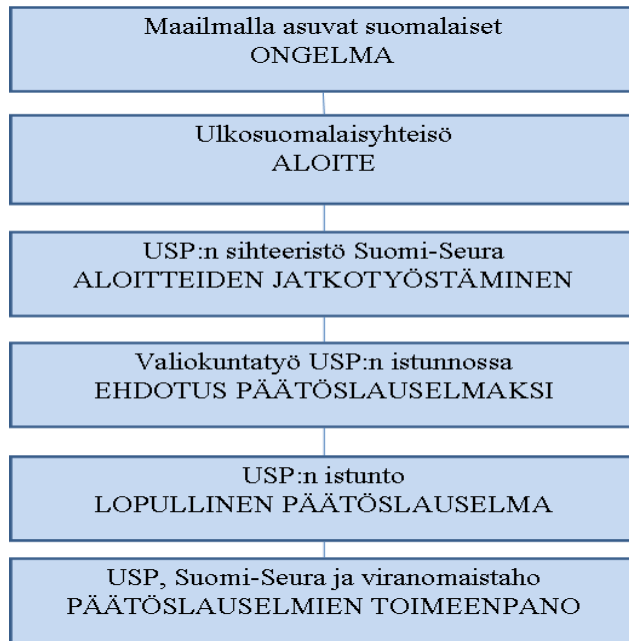 Maailmalla asuvat suomalaiset
ONGELMA
Ulkosuomalaisyhteisö
ALOITE
USP:n sihteeristö Suomi-Seura
ALOITTEIDEN JATKOTYÖSTÄMINEN
Valiokuntatyö USP:n istunnossa
EHDOTUS PÄÄTÖSLAUSELMAKSI
USP:n istunto
LOPULLINEN PÄÄTÖSLAUSELMA
USP, Suomi-Seura ja viranomaistaho
PÄÄTÖSLAUSELMIEN TOIMEENPANO